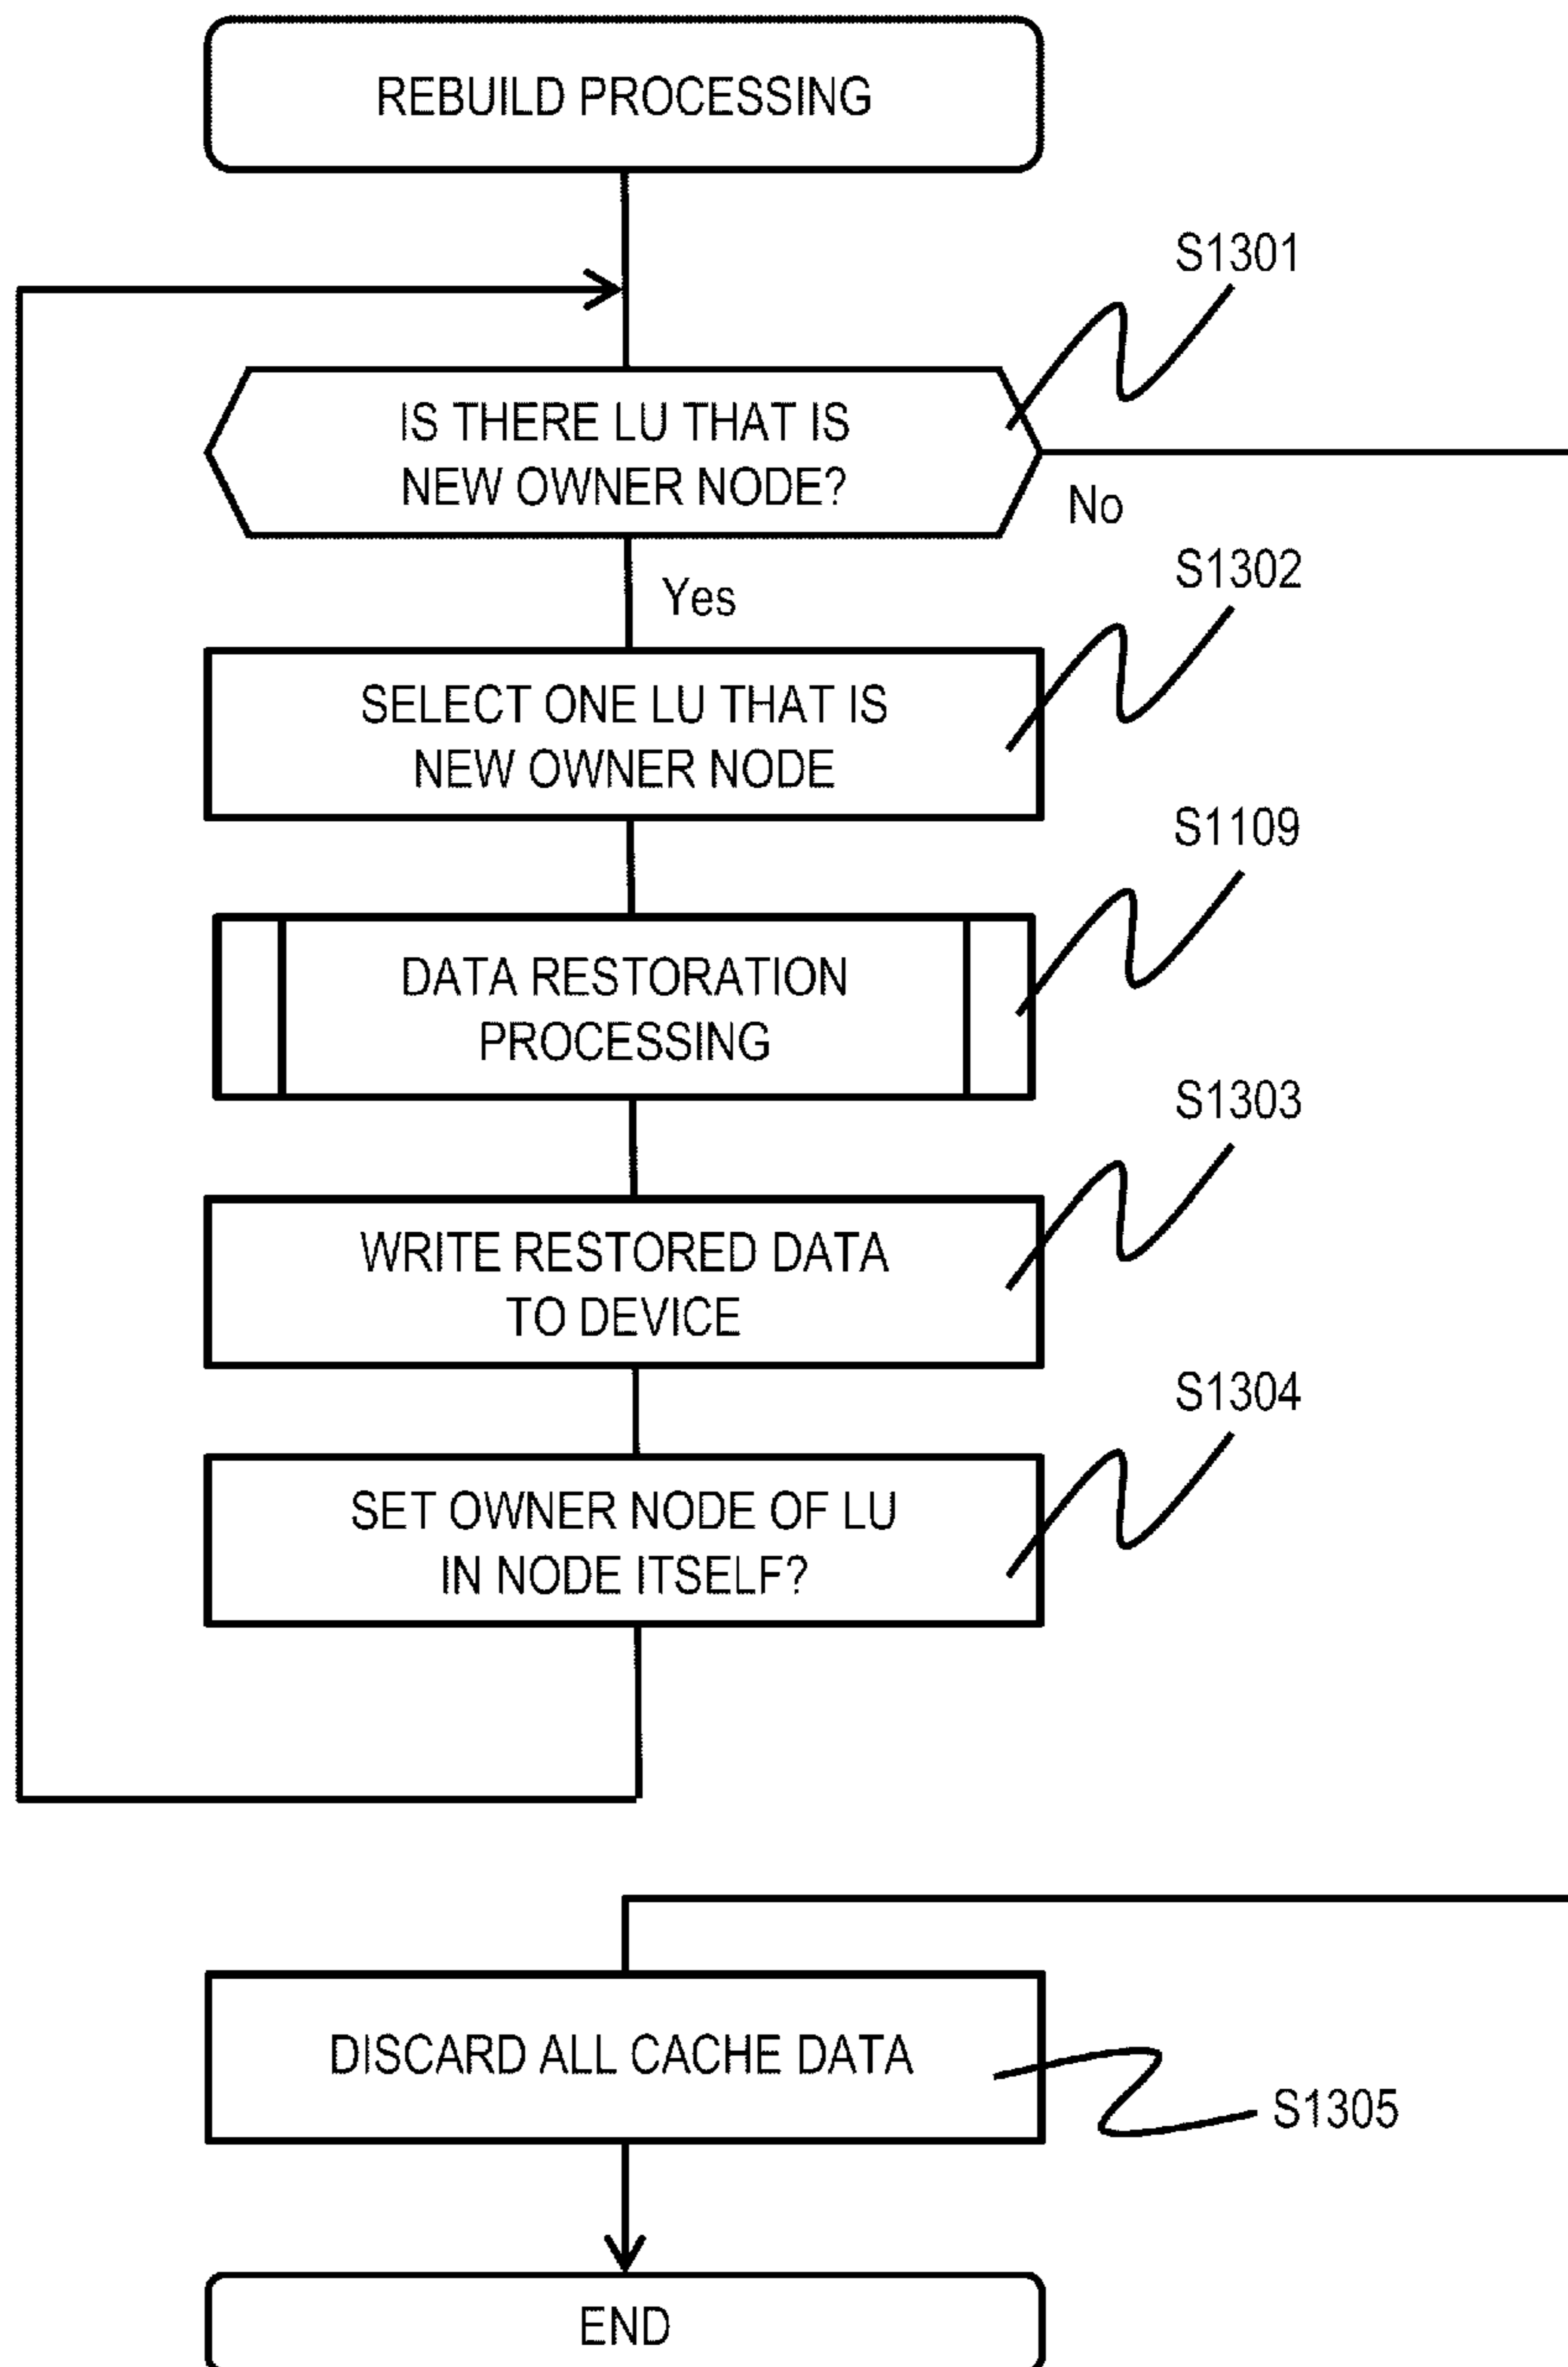 REBUILD PROCESSING
S1301
IS THERE LU THAT IS
NEW OWNER NODE?
No
Yes
S1302
SELECT ONE LU THAT IS
NEW OWNER NODE
S1109
DATA RESTORATION
PROCESSING
S1303
WRITE RESTORED DATA
TO DEVICE
S1304
SET OWNER NODE OF LU
IN NODE ITSELF?
DISCARD ALL CACHE DATA
S1305
END